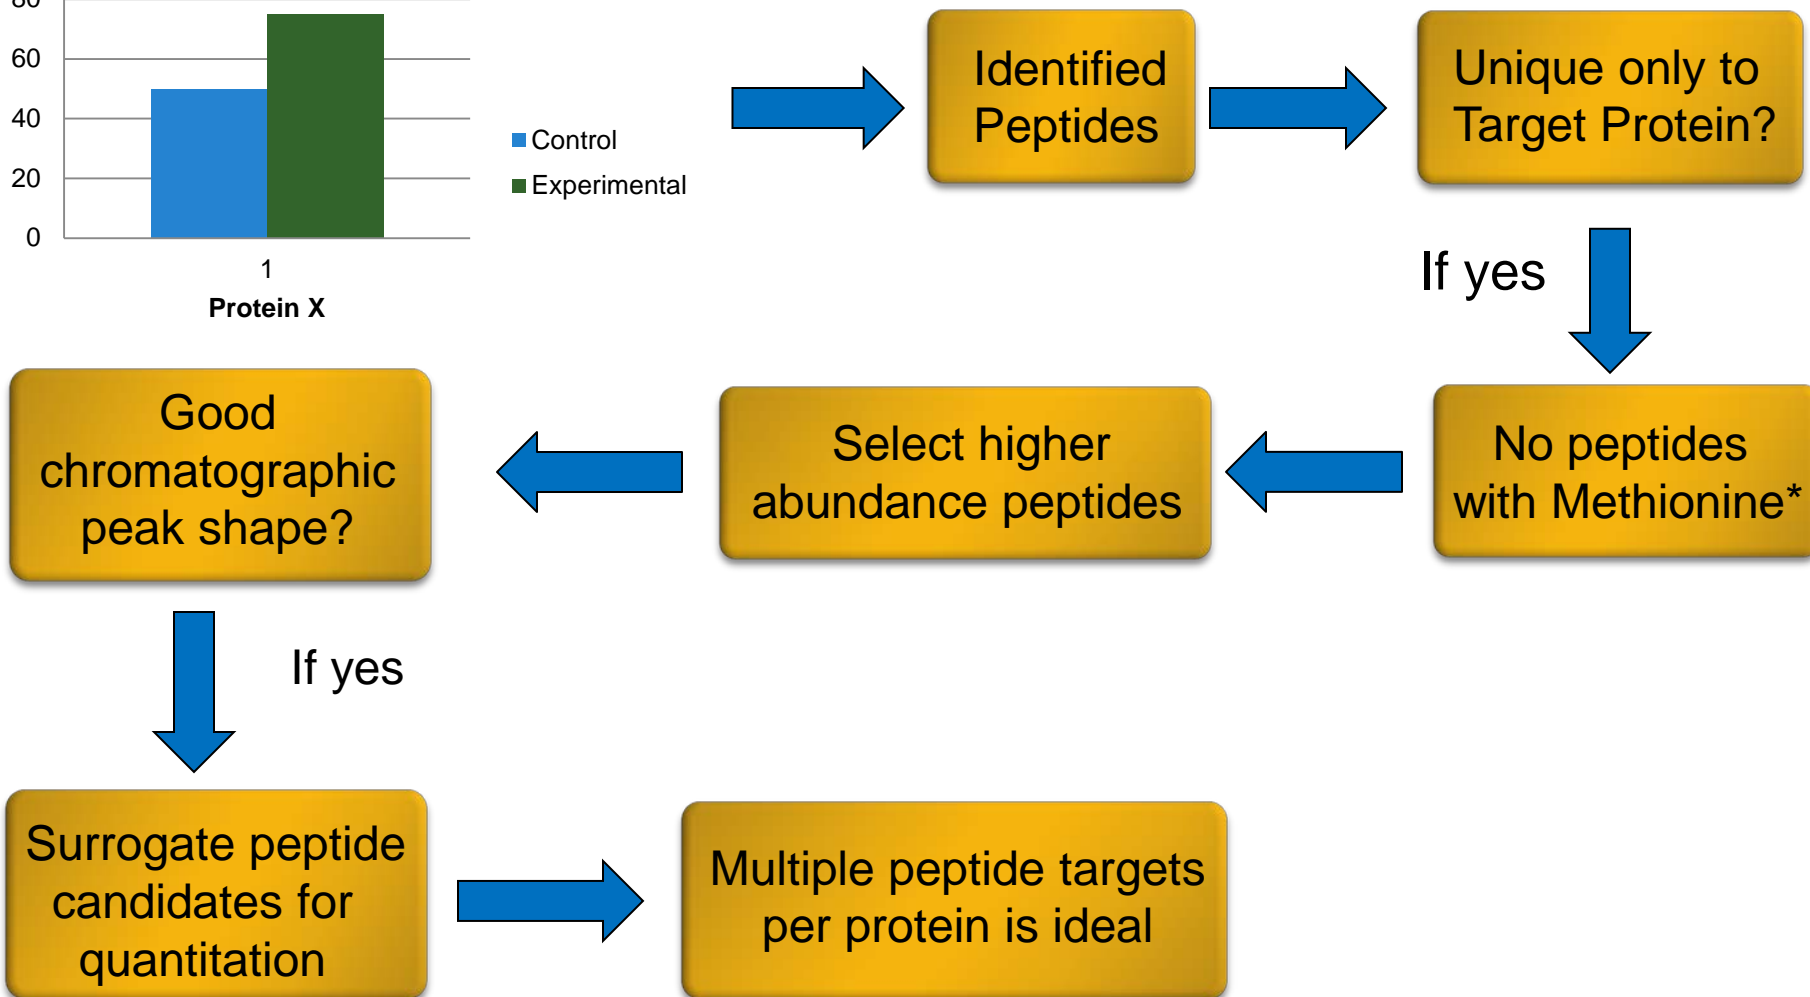 80
60
40
20
0
1
Protein X
Control
Experimental
Identified
Peptides
Unique only to
Target Protein?
If yes
No peptides
with Methionine*
Select higher
abundance peptides
Good
chromatographic
peak shape?
If yes
Surrogate peptide
candidates for
quantitation
Multiple peptide targets
per protein is ideal